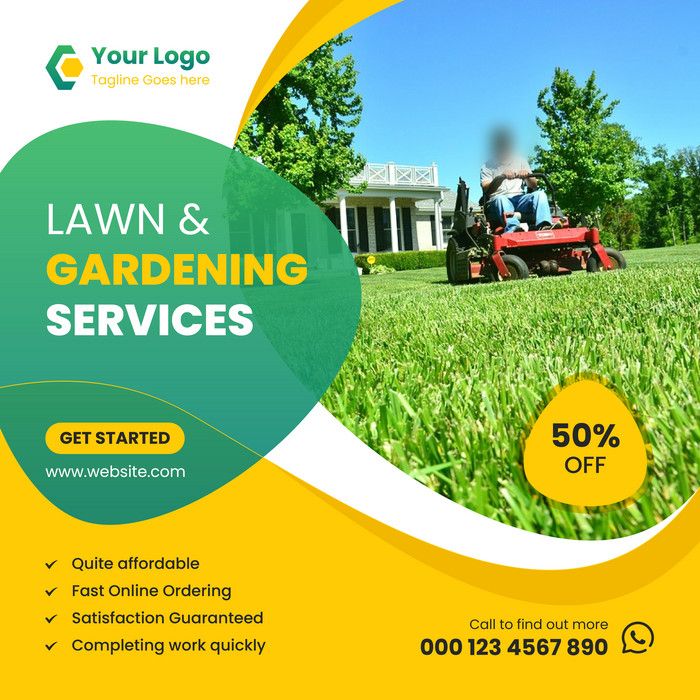 Your Logo
Tagline Goes here
LAWN &
GARDENING
SERVICES
GET STARTED
www.website.com
50%
OFF
Quite affordable
Fast Online Ordering
Satisfaction Guaranteed
Completing work quickly
Call to find out more
000 123 4567 890